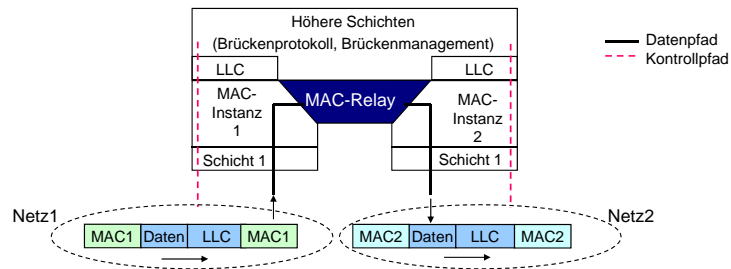 Höhere Schichten
(Brückenprotokoll, Brückenmanagement)
Datenpfad
Kontrollpfad
LLC
LLC
MAC-Relay
MAC-
Instanz
1
MAC-
Instanz
2
Schicht 1
Schicht 1
Netz1
MAC1 Daten LLC MAC1
Netz2
MAC2 Daten LLC MAC2